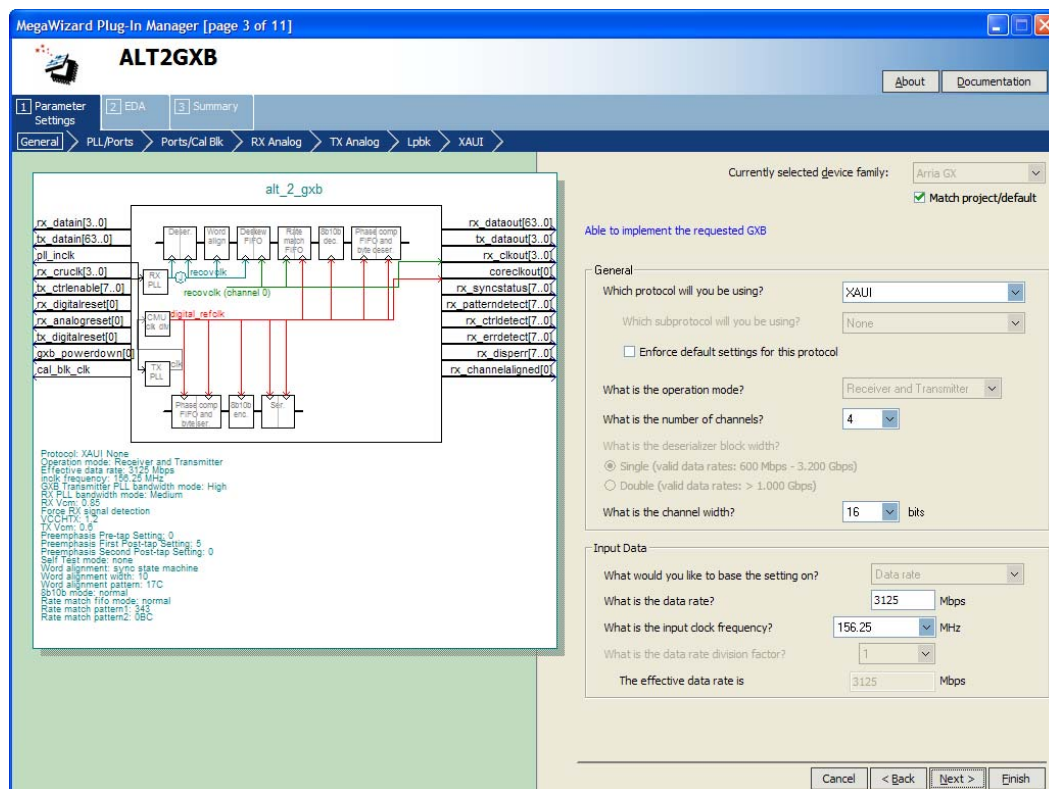 MegaWizard Plug-In Manager [page 3 of 11]
ALT2GXB
About
Documentation
1 Parameter Settings
2 EDA
3 Summary
General
PLL/Ports
Ports/Cal Blk
RX Analog
TX Analog
Lpbk
XAUI
alt_2_gxb
rx_datain[3..0]
tx_datain[63..0]
pll_inclk
rx_cruclk[3..0]
tx_ctrlenable[7..0]
rx_digitalreset[0]
rx_analogreset[0]
tx_digitalreset[0]
gxb_powerdown[0]
cal_blk_clk
Deser.
Word align
Deskew FIFO
Rate match FIFO
8b10b dec.
Phase comp FIFO and byte deser.
RX PLL
recovclk
recovclk (channel 0)
CMU clk div
digital_refclk
TX PLL
clk
Phase comp FIFO and byte ser.
8b10b enc.
Ser.
rx_dataout[63..0]
tx_dataout[3..0]
rx_clkout[3..0]
coreclkout[0]
rx_syncstatus[7..0]
rx_patterndetect[7..0]
rx_ctrldetect[7..0]
rx_errdetect[7..0]
rx_disperr[7..0]
rx_channelaligned[0]
Protocol: XAUI None
Operation mode: Receiver and Transmitter
Effective data rate: 3125 Mbps
inclk frequency: 156.25 MHz
GXB Transmitter PLL bandwidth mode: High
RX PLL bandwidth mode: Medium
RX Vcm: 0.85
Force RX signal detection
VCCHTX: 1.2
TX Vcm: 0.6
Preemphasis Pre-tap Setting: 0
Preemphasis First Post-tap Setting: 5
Preemphasis Second Post-tap Setting: 0
Self Test mode: none
Word alignment: sync state machine
Word alignment width: 10
Word alignment pattern: 17C
8b10b mode: normal
Rate match fifo mode: normal
Rate match pattern1: 343
Rate match pattern2: 0BC
Currently selected device family:
Arria GX
Match project/default
Able to implement the requested GXB
General
Which protocol will you be using?
XAUI
Which subprotocol will you be using?
None
Enforce default settings for this protocol
What is the operation mode?
Receiver and Transmitter
What is the number of channels?
4
What is the deserializer block width?
Single (valid data rates: 600 Mbps - 3.200 Gbps)
Double (valid data rates: > 1.000 Gbps)
What is the channel width?
16
bits
Input Data
What would you like to base the setting on?
Data rate
What is the data rate?
3125
Mbps
What is the input clock frequency?
156.25
MHz
What is the data rate division factor?
1
The effective data rate is
3125
Mbps
Cancel
< Back
Next >
Finish